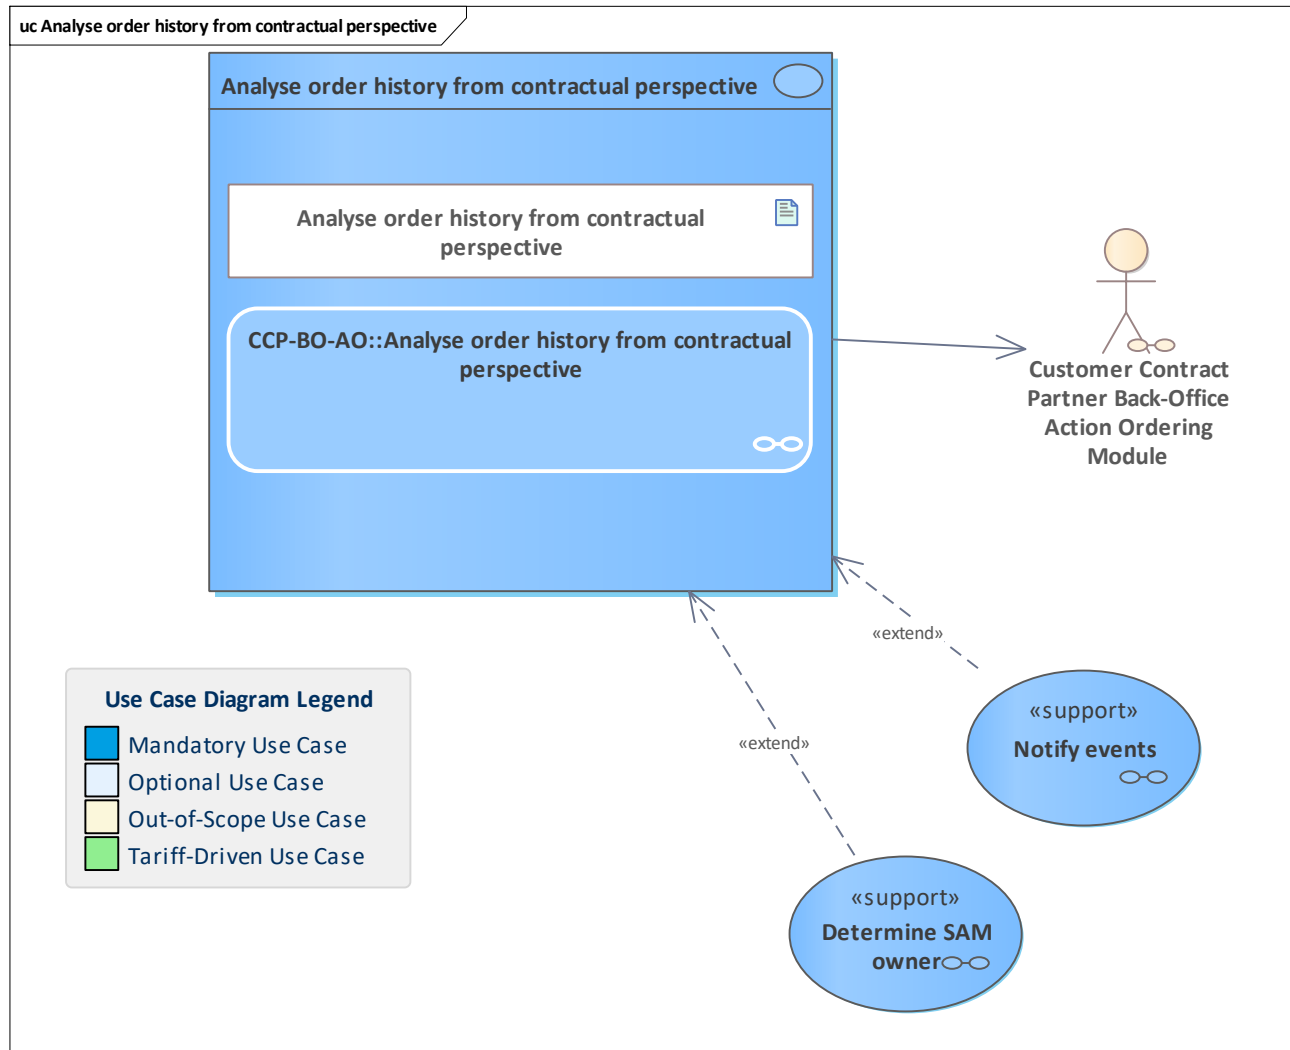 uc Analyse order history from contractual perspective
Analyse order history from contractual perspective
Analyse order history from contractual
perspective
CCP-BO-AO::Analyse order history from contractual
perspective
Customer Contract
Partner Back-Office
Action Ordering
Module
«extend»
«support»
Notify events
«extend»
«support»
Determine SAM
owner
Use Case Diagram Legend
Mandatory Use Case
Optional Use Case
Out-of-Scope Use Case
Tariff-Driven Use Case